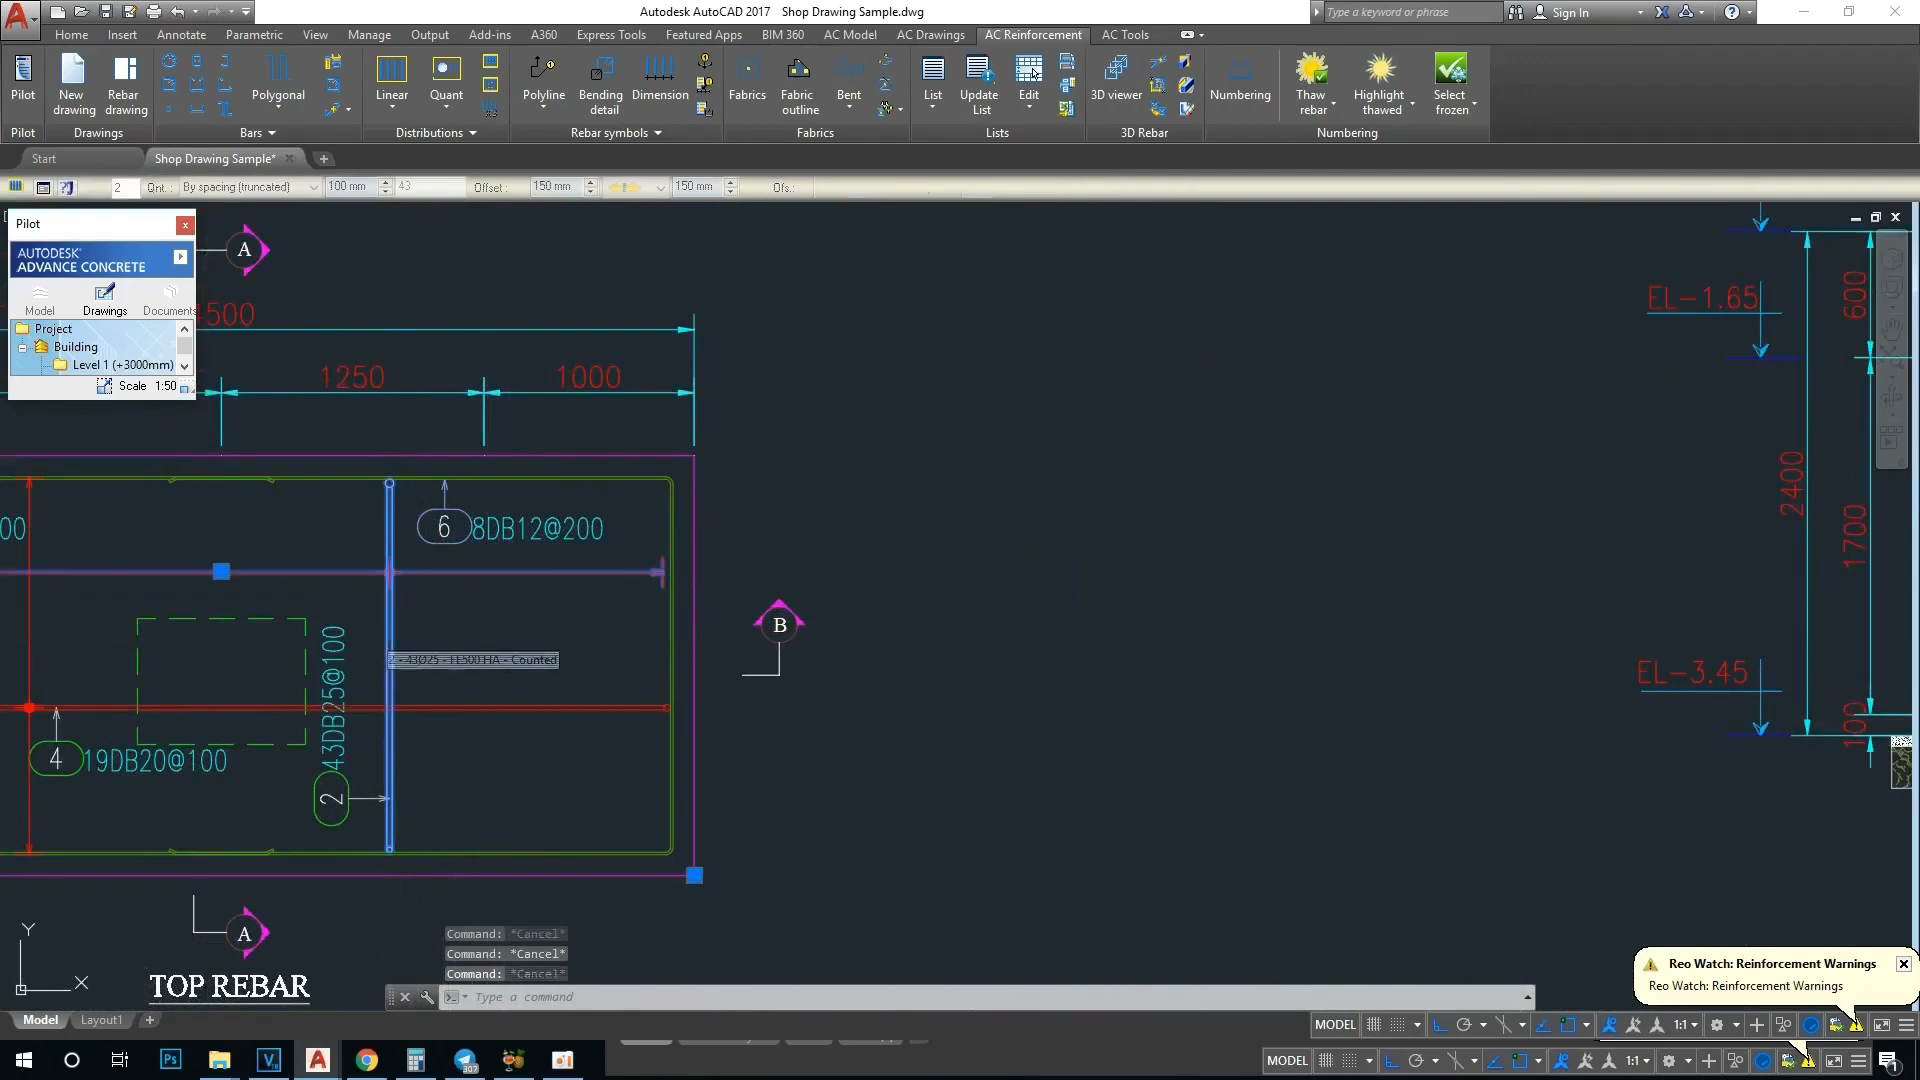 Autodesk AutoCAD 2017 Shop Drawing Sample.dwg
Type a keyword or phrase
Sign In
Home Insert Annotate Parametric View Manage Output Add-ins A360 Express Tools Featured Apps BIM 360 AC Model AC Drawings AC Reinforcement AC Tools
Pilot
New drawing
Rebar drawing
Polygonal
Linear
Quant
Polyline
Bending detail
Dimension
Fabrics
Fabric outline
Bent
List
Update List
Edit
3D viewer
Numbering
Thaw rebar
Highlight thawed
Select frozen
Pilot Drawings Bars Distributions Rebar symbols Fabrics Lists 3D Rebar Numbering
Start Shop Drawing Sample*
2 Qnt. : By spacing (truncated) 100 mm 43 Offset : 150 mm 150 mm Ofs.:
Pilot
AUTODESK'
ADVANCE CONCRETE
Model Drawings Documents
Project
Building
Level 1 (+3000mm)
Scale 1:50
A
500
1250 1000
EL-1.65
600
2400
1700
00
6 8DB12@200
B
43DB25@100
4 19DB20@100
2
EL-3.45
100
A
Y
X
TOP REBAR
Command: *Cancel*
Command: *Cancel*
Command: *Cancel*
Type a command
Reo Watch: Reinforcement Warnings
Reo Watch: Reinforcement Warnings
Model Layout1
MODEL 1:1
307
MODEL 1:1
1